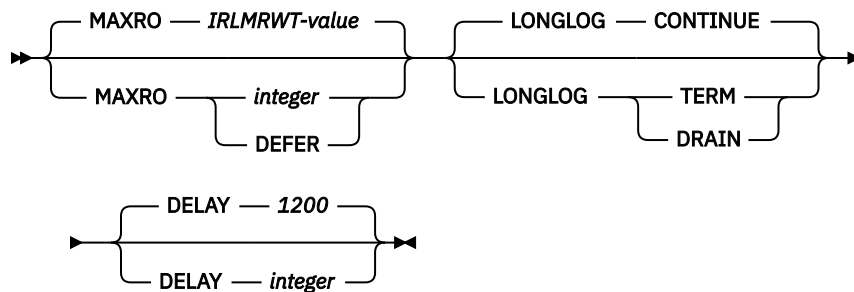 MAXRO IRLMRWT-value LONGLOG CONTINUE
MAXRO integer LONGLOG TERM
DEFER DRAIN
DELAY 1200
DELAY integer